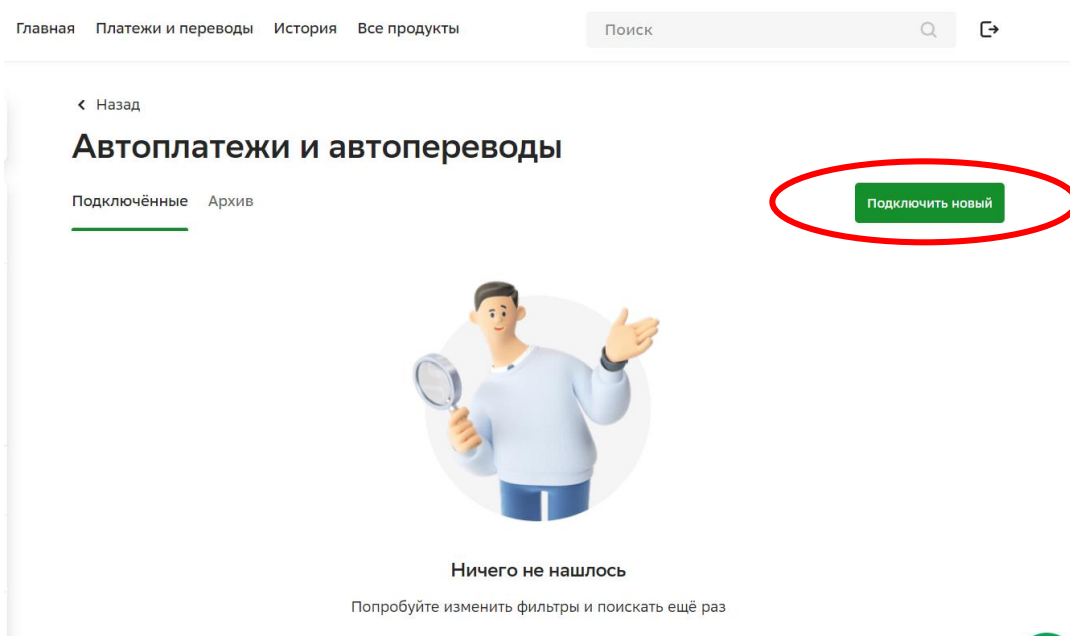 Главная Платежи и переводы История Все продукты Поиск
Назад
Автоплатежи и автопереводы
Подключённые Архив Подключить новый
Ничего не нашлось
Попробуйте изменить фильтры и поискать ещё раз